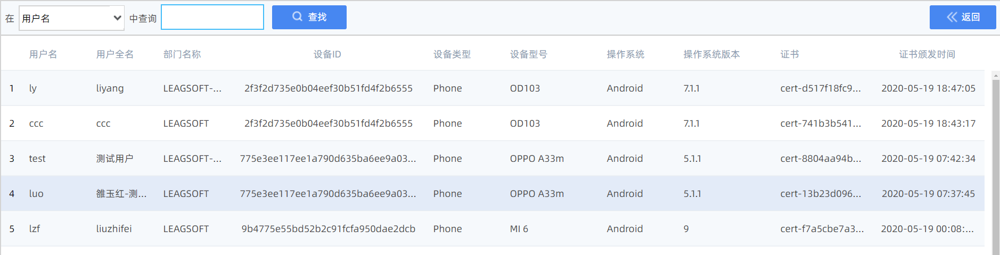 在 用户名 中查询 查找 返回
用户名 用户全名 部门名称 设备ID 设备类型 设备型号 操作系统 操作系统版本 证书 证书颁发时间
1 ly liyang LEAGSOFT-... 2f3f2d735e0b04eef30b51fd4f2b6555 Phone OD103 Android 7.1.1 cert-d517f18fc9... 2020-05-19 18:47:05
2 ccc ccc LEAGSOFT 2f3f2d735e0b04eef30b51fd4f2b6555 Phone OD103 Android 7.1.1 cert-741b3b541... 2020-05-19 18:43:17
3 test 测试用户 LEAGSOFT-... 775e3ee117ee1a790d635ba6ee9a03... Phone OPPO A33m Android 5.1.1 cert-8804aa94b... 2020-05-19 07:42:34
4 luo 雒玉红-测... LEAGSOFT 775e3ee117ee1a790d635ba6ee9a03... Phone OPPO A33m Android 5.1.1 cert-13b23d096... 2020-05-19 07:37:45
5 lzf liuzhifei LEAGSOFT 9b4775e55bd52b2c91fcfa950dae2dcb Phone MI 6 Android 9 cert-f7a5cbe7a3... 2020-05-19 00:08:...